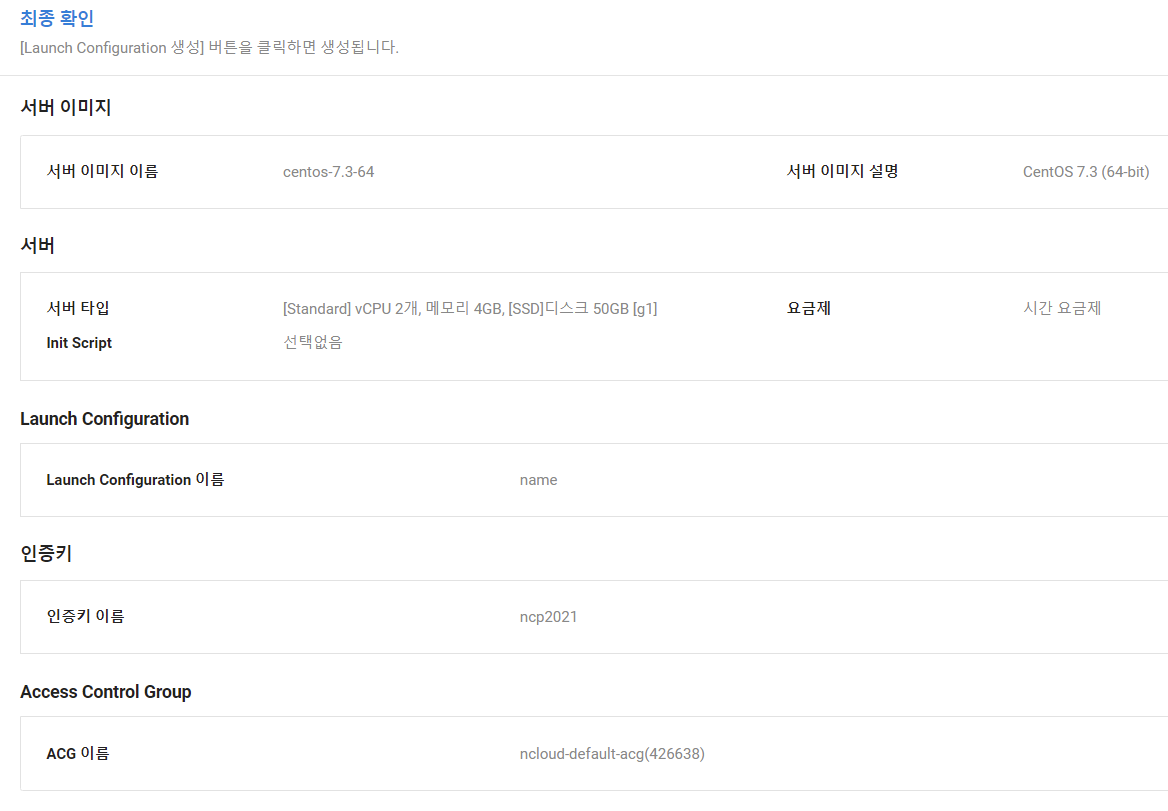 최종 확인
[Launch Configuration 생성] 버튼을 클릭하면 생성됩니다.
서버 이미지
서버 이미지 이름 centos-7.3-64 서버 이미지 설명 CentOS 7.3 (64-bit)
서버
서버 타입 [Standard] vCPU 2개, 메모리 4GB, [SSD]디스크 50GB [g1] 요금제 시간 요금제
Init Script 선택없음
Launch Configuration
Launch Configuration 이름 name
인증키
인증키 이름 ncp2021
Access Control Group
ACG 이름 ncloud-default-acg(426638)